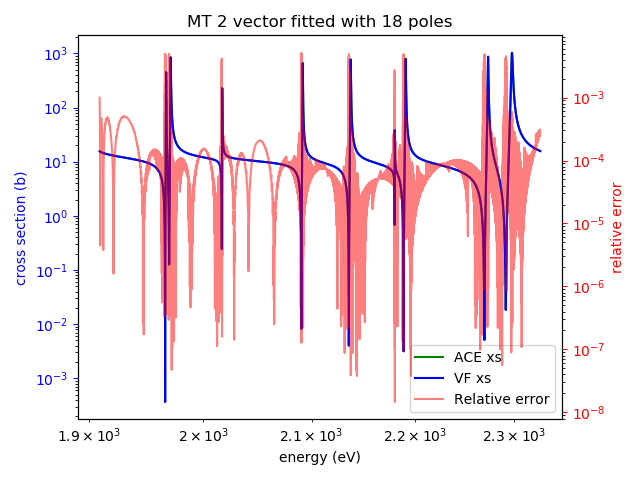 MT 2 vector fitted with 18 poles
cross section (b)
10³
10²
10¹
10⁰
10⁻¹
10⁻²
10⁻³
10⁻³
10⁻⁴
10⁻⁵
10⁻⁶
10⁻⁷
10⁻⁸
relative error
ACE xs
VF xs
Relative error
1.9 × 10³ 2 × 10³ 2.1 × 10³ 2.2 × 10³ 2.3 × 10³
energy (eV)